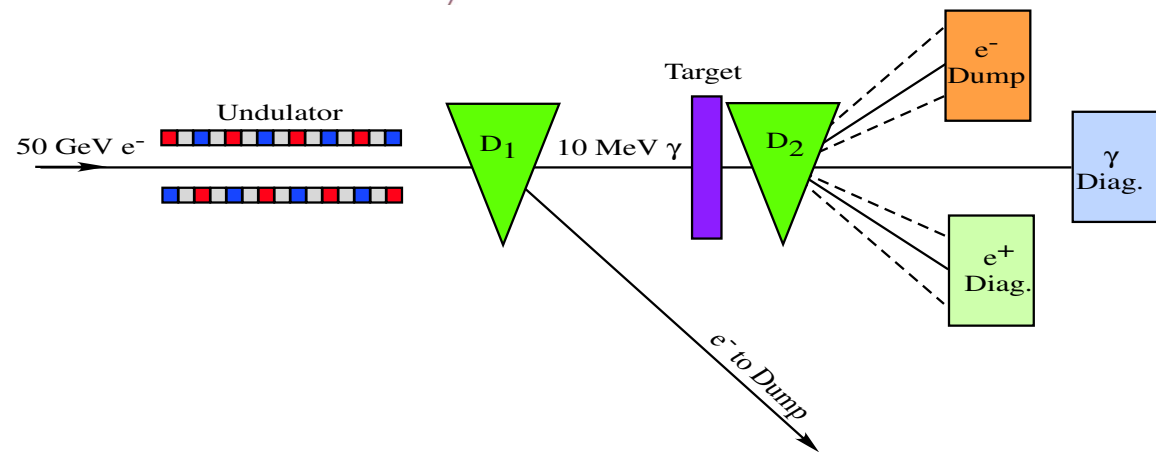 Target
e⁻
Dump
Undulator
50 GeV e⁻
D₁
10 MeV γ
D₂
γ
Diag.
e⁺
Diag.
e⁻ to Dump